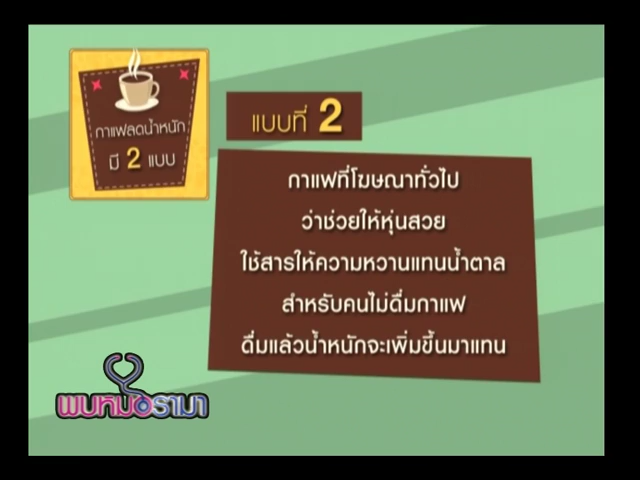 กาแฟลดน้ำหนัก
มี 2 แบบ
แบบที่ 2
กาแฟที่โฆษณาทั่วไป
ว่าช่วยให้หุ่นสวย
ใช้สารให้ความหวานแทนน้ำตาล
สำหรับคนไม่ดื่มกาแฟ
ดื่มแล้วน้ำหนักจะเพิ่มขึ้นมาแทน
พบหมอรามา